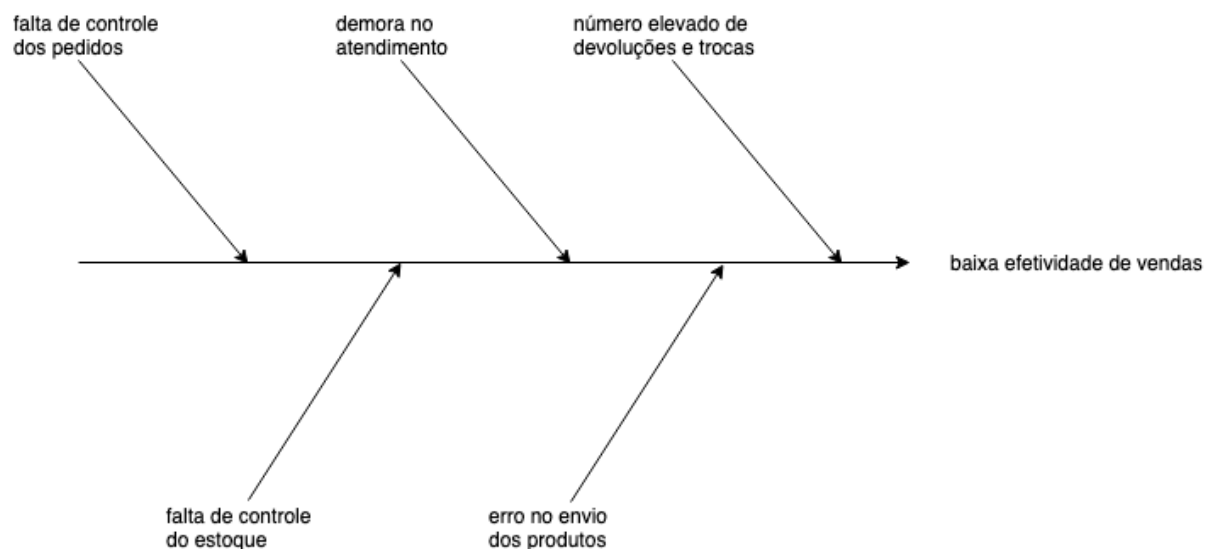 falta de controle
dos pedidos
demora no
atendimento
número elevado de
devoluções e trocas
baixa efetividade de vendas
falta de controle
do estoque
erro no envio
dos produtos